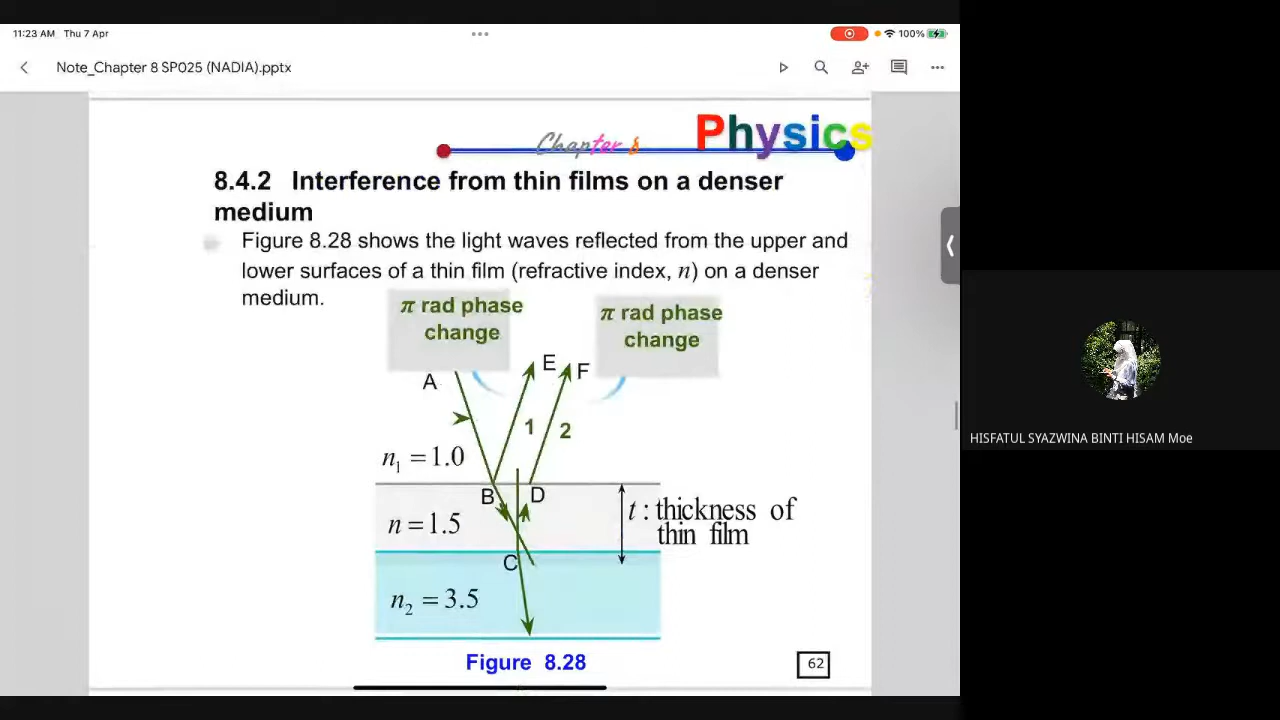 11:23 AM Thu 7 Apr
100%
Note_Chapter 8 SP025 (NADIA).pptx
Chapter 8
Physics
8.4.2 Interference from thin films on a denser
medium
Figure 8.28 shows the light waves reflected from the upper and
lower surfaces of a thin film (refractive index, n) on a denser
medium.
π rad phase
change
π rad phase
change
A
E
F
1
2
n₁ = 1.0
B
D
n = 1.5
t : thickness of
thin film
C
n₂ = 3.5
Figure 8.28
62
HISFATUL SYAZWINA BINTI HISAM Moe